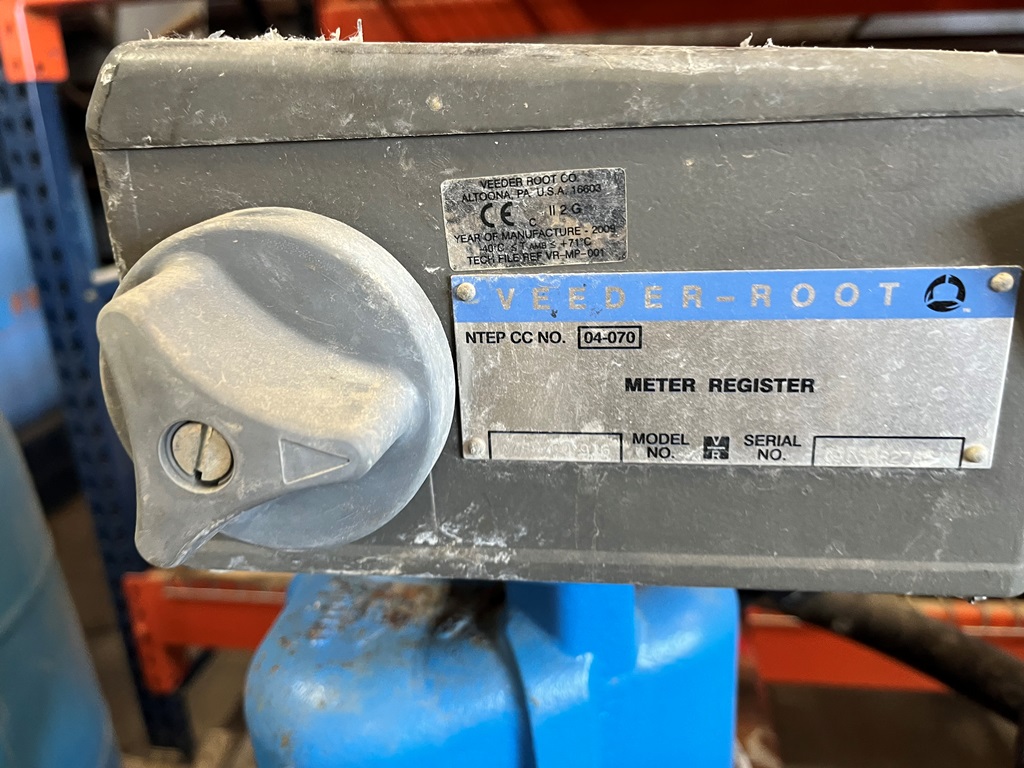 VEEDER ROOT CO.
ALTOONA, PA. U.S.A. 16603
CE C II 2 G
YEAR OF MANUFACTURE - 2009
-40°C ≤ T AMB ≤ +71°C
TECH FILE REF VR-MP-001
VEEDER-ROOT
NTEP CC NO. 04-070
METER REGISTER
MODEL NO. VR SERIAL NO.